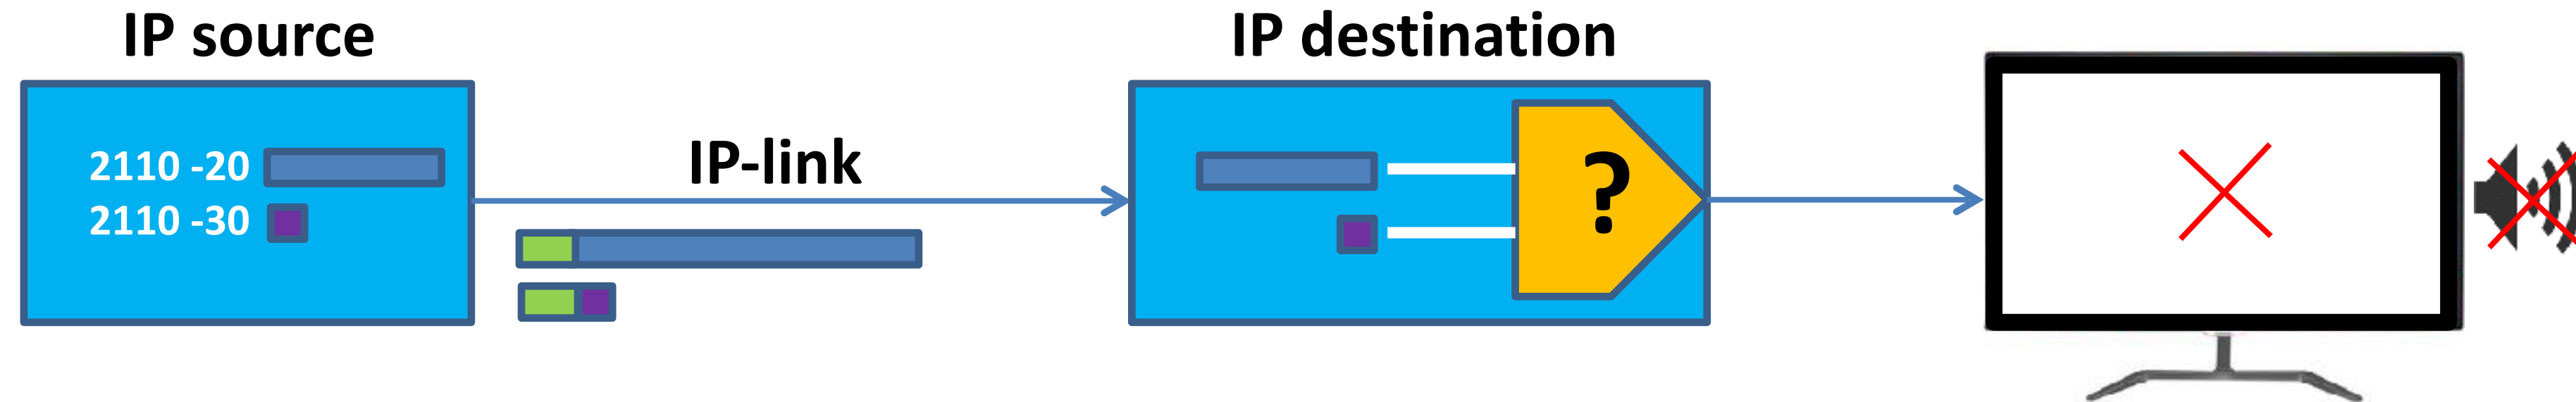 IP source
IP destination
2110 -20
2110 -30
IP-link
?